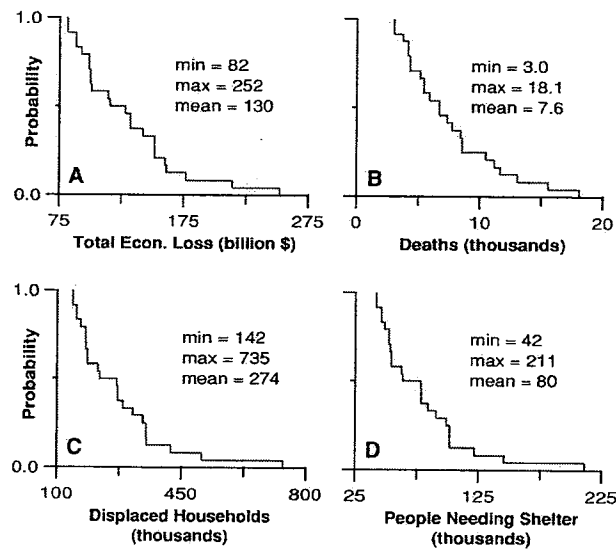 1.0
Probability
0.0
min = 82
max = 252
mean = 130
A
75
175
275
Total Econ. Loss (billion $)
min = 3.0
max = 18.1
mean = 7.6
B
0
10
20
Deaths (thousands)
1.0
Probability
0.0
min = 142
max = 735
mean = 274
C
100
450
800
Displaced Households
(thousands)
min = 42
max = 211
mean = 80
D
25
125
225
People Needing Shelter
(thousands)